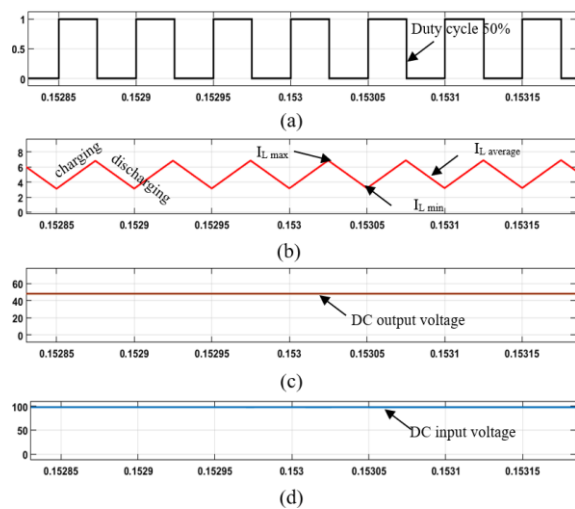 1
0.5
0
Duty cycle 50%
0.15285 0.1529 0.15295 0.153 0.15305 0.1531 0.15315
(a)
8
6
4
2
0
charging
discharging
I L max
I L average
I L min
0.15285 0.1529 0.15295 0.153 0.15305 0.1531 0.15315
(b)
60
40
20
0
DC output voltage
0.15285 0.1529 0.15295 0.153 0.15305 0.1531 0.15315
(c)
100
50
0
DC input voltage
0.15285 0.1529 0.15295 0.153 0.15305 0.1531 0.15315
(d)